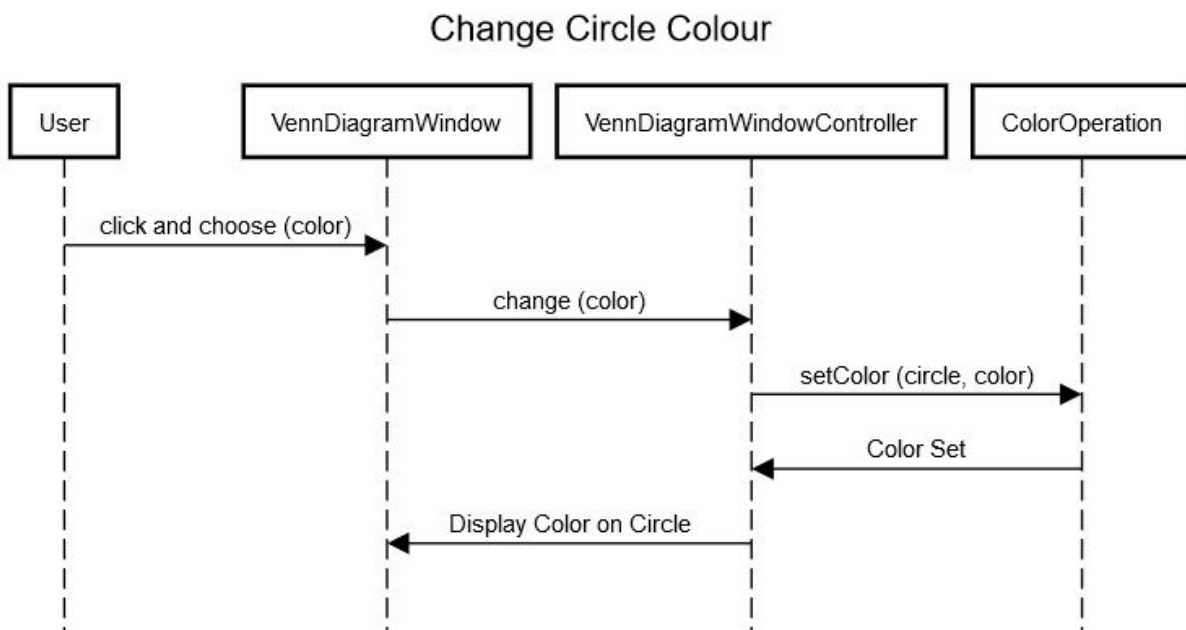 Change Circle Colour
User
VennDiagramWindow
VennDiagramWindowController
ColorOperation
click and choose (color)
change (color)
setColor (circle, color)
Color Set
Display Color on Circle